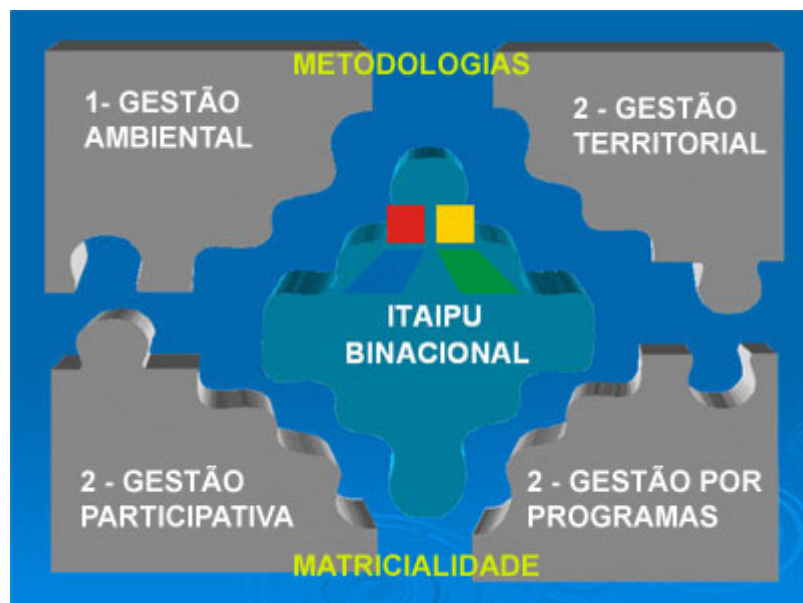 METODOLOGIAS
1- GESTÃO
AMBIENTAL
2 - GESTÃO
TERRITORIAL
ITAIPU
BINACIONAL
2 - GESTÃO
PARTICIPATIVA
2 - GESTÃO POR
PROGRAMAS
MATRICIALIDADE